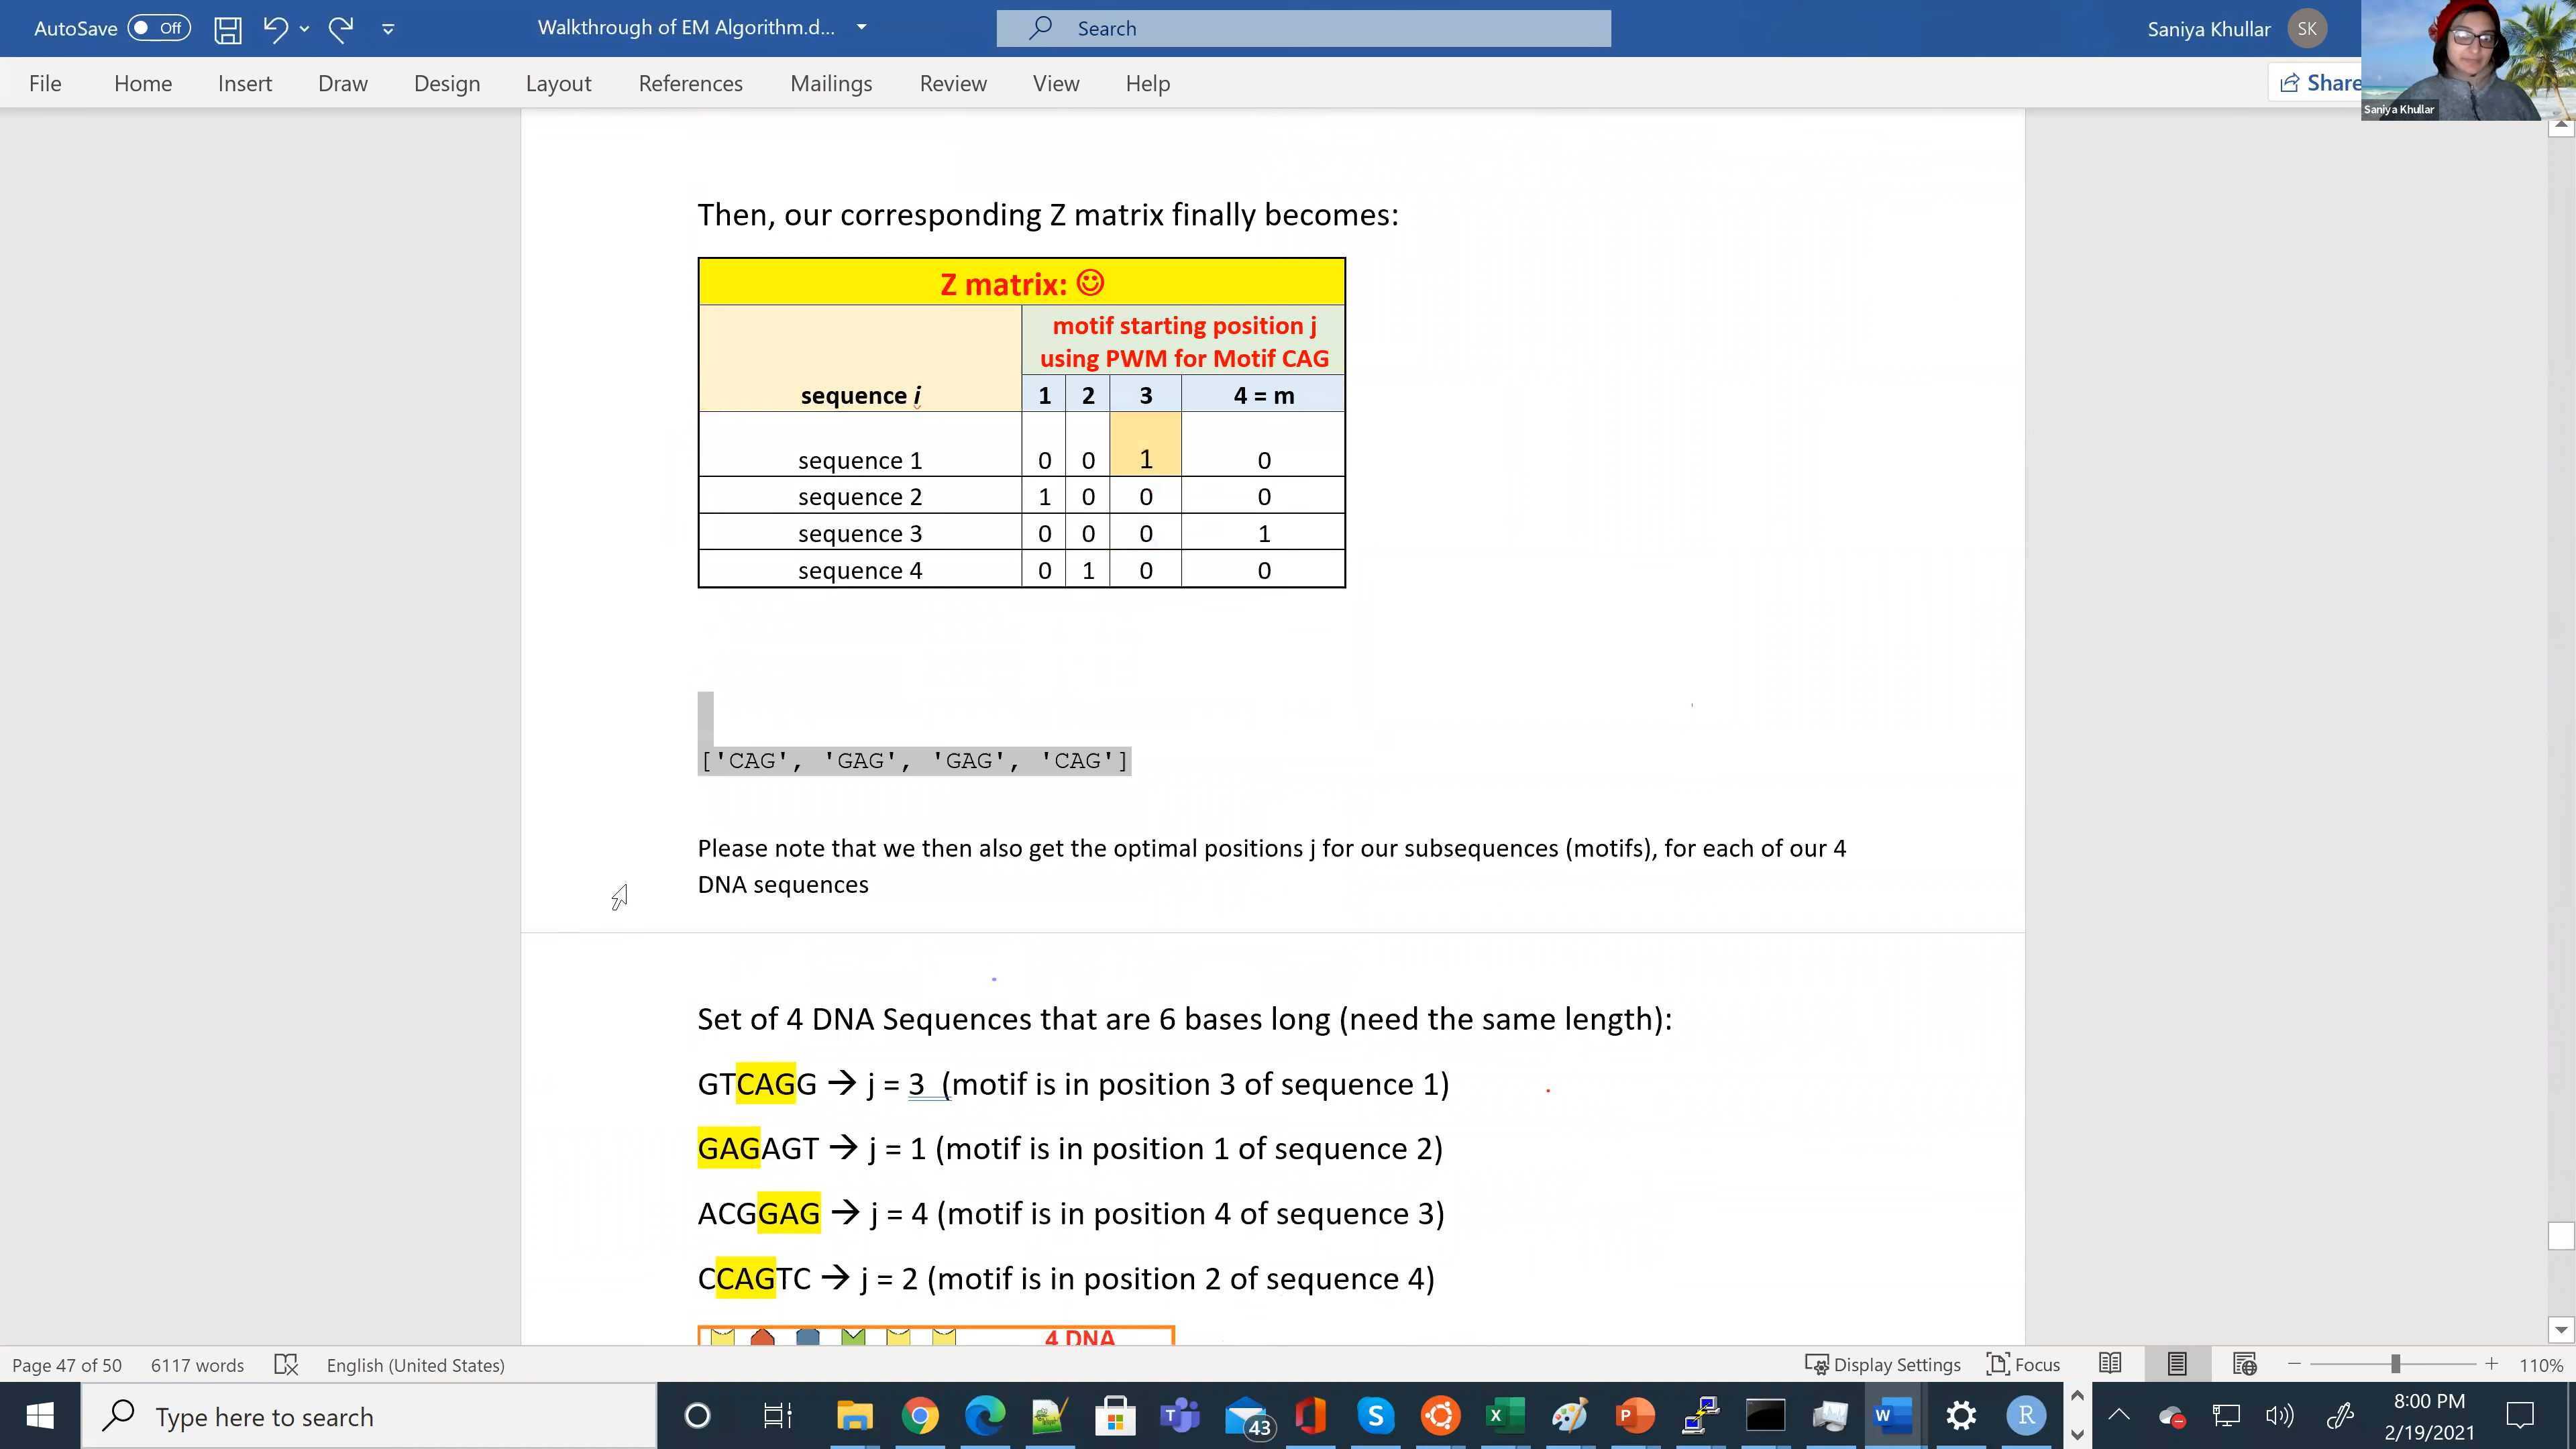 AutoSave Off Walkthrough of EM Algorithm.d... Search Saniya Khullar SK
File Home Insert Draw Design Layout References Mailings Review View Help Share
Saniya Khullar
Then, our corresponding Z matrix finally becomes:
Z matrix: ☺
motif starting position j
using PWM for Motif CAG
sequence i 1 2 3 4 = m
sequence 1 0 0 1 0
sequence 2 1 0 0 0
sequence 3 0 0 0 1
sequence 4 0 1 0 0
['CAG', 'GAG', 'GAG', 'CAG']
Please note that we then also get the optimal positions j for our subsequences (motifs), for each of our 4
DNA sequences
Set of 4 DNA Sequences that are 6 bases long (need the same length):
GTCAGG → j = 3 (motif is in position 3 of sequence 1)
GAGAGT → j = 1 (motif is in position 1 of sequence 2)
ACGGAG → j = 4 (motif is in position 4 of sequence 3)
CCAGTC → j = 2 (motif is in position 2 of sequence 4)
4 DNA
Page 47 of 50 6117 words English (United States) Display Settings Focus 110%
Type here to search 43 8:00 PM
2/19/2021